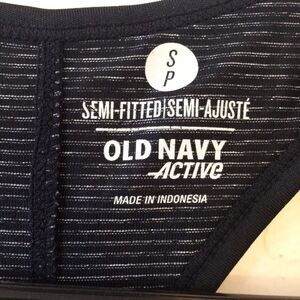 S
P
SEMI-FITTED|SEMI-AJUSTÉ
OLD NAVY
ACTIVE
MADE IN INDONESIA